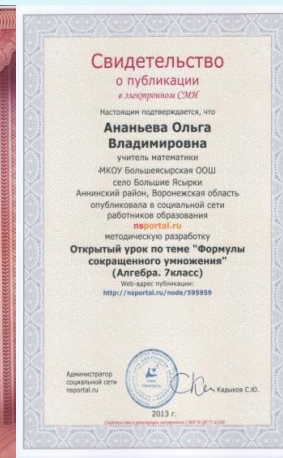 Свидетельство
о публикации
в электронном СМИ
Настоящим подтверждается, что
Ананьева Ольга
Владимировна
учитель математики
МКОУ Большеясырская ООШ
село Большие Ясырки
Аннинский район, Воронежская область
опубликовала в социальной сети
работников образования
nsportal.ru
методическую разработку
Открытый урок по теме "Формулы
сокращенного умножения"
(Алгебра. 7класс)
Web-адрес публикации:
http://nsportal.ru/node/595959
Администратор
социальной сети
nsportal.ru
Кадыков С.Ю.
2013 г.